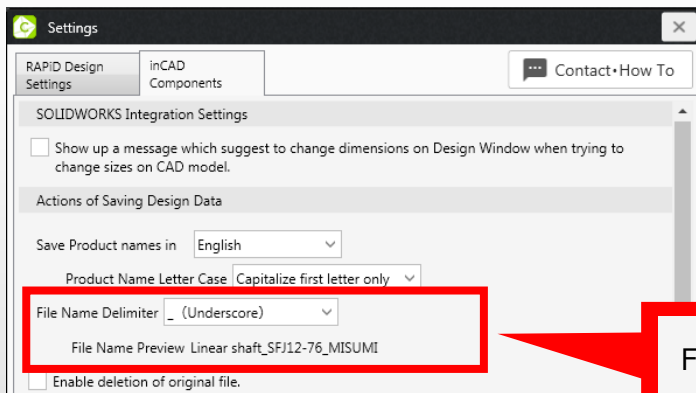 Settings
RAPiD Design
Settings
inCAD
Components
Contact・How To
SOLIDWORKS Integration Settings
Show up a message which suggest to change dimensions on Design Window when trying to
change sizes on CAD model.
Actions of Saving Design Data
Save Product names in English
Product Name Letter Case Capitalize first letter only
File Name Delimiter _ (Underscore)
File Name Preview Linear shaft_SFJ12-76_MISUMI
Enable deletion of original file.
F